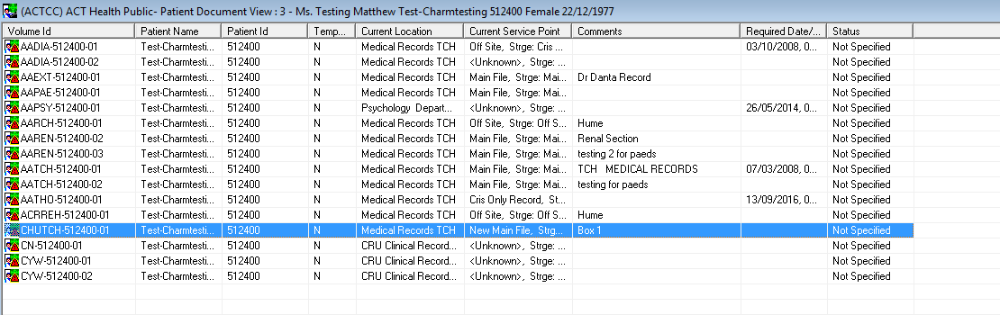 (ACTCC) ACT Health Public- Patient Document View : 3 - Ms. Testing Matthew Test-Charmtesting 512400 Female 22/12/1977
Volume Id Patient Name Patient Id Temp... Current Location Current Service Point Comments Required Date/... Status
AADIA-512400-01 Test-Charmtesti... 512400 N Medical Records TCH Off Site, Strge: Cris ... 03/10/2008, 0... Not Specified
AADIA-512400-02 Test-Charmtesti... 512400 N Medical Records TCH <Unknown>, Strge: ... Not Specified
AAEXT-512400-01 Test-Charmtesti... 512400 N Medical Records TCH Main File, Strge: Mai... Dr Danta Record Not Specified
AAPAE-512400-01 Test-Charmtesti... 512400 N Medical Records TCH Main File, Strge: Mai... Not Specified
AAPSY-512400-01 Test-Charmtesti... 512400 N Psychology Depart... <Unknown>, Strge: ... 26/05/2014, 0... Not Specified
AARCH-512400-01 Test-Charmtesti... 512400 N Medical Records TCH Off Site, Strge: Off S... Hume Not Specified
AAREN-512400-02 Test-Charmtesti... 512400 N Medical Records TCH Main File, Strge: Mai... Renal Section Not Specified
AAREN-512400-03 Test-Charmtesti... 512400 N Medical Records TCH Main File, Strge: Mai... testing 2 for paeds Not Specified
AATCH-512400-01 Test-Charmtesti... 512400 N Medical Records TCH Main File, Strge: Mai... TCH MEDICAL RECORDS 07/03/2008, 0... Not Specified
AATCH-512400-02 Test-Charmtesti... 512400 N Medical Records TCH Main File, Strge: Mai... testing for paeds Not Specified
AATHO-512400-01 Test-Charmtesti... 512400 N Medical Records TCH Cris Only Record, St... 13/09/2016, 0... Not Specified
ACRREH-512400-01 Test-Charmtesti... 512400 N Medical Records TCH Off Site, Strge: Off S... Hume Not Specified
CHUTCH-512400-01 Test-Charmtesti... 512400 N Medical Records TCH New Main File, Strg... Box 1 Not Specified
CN-512400-01 Test-Charmtesti... 512400 N CRU Clinical Record... <Unknown>, Strge: ... Not Specified
CYW-512400-01 Test-Charmtesti... 512400 N CRU Clinical Record... <Unknown>, Strge: ... Not Specified
CYW-512400-02 Test-Charmtesti... 512400 N CRU Clinical Record... <Unknown>, Strge: ... Not Specified